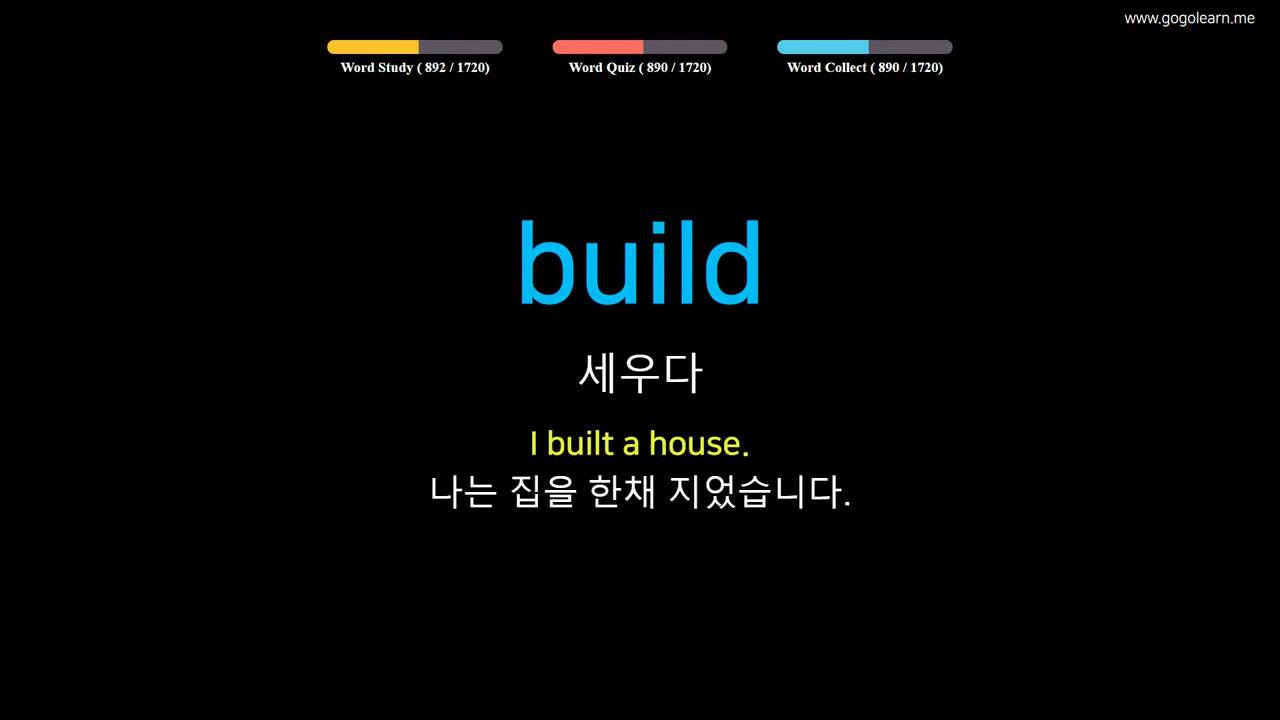 www.gogolearn.me
Word Study ( 892 / 1720)
Word Quiz ( 890 / 1720)
Word Collect ( 890 / 1720)
build
세우다
I built a house.
나는 집을 한채 지었습니다.